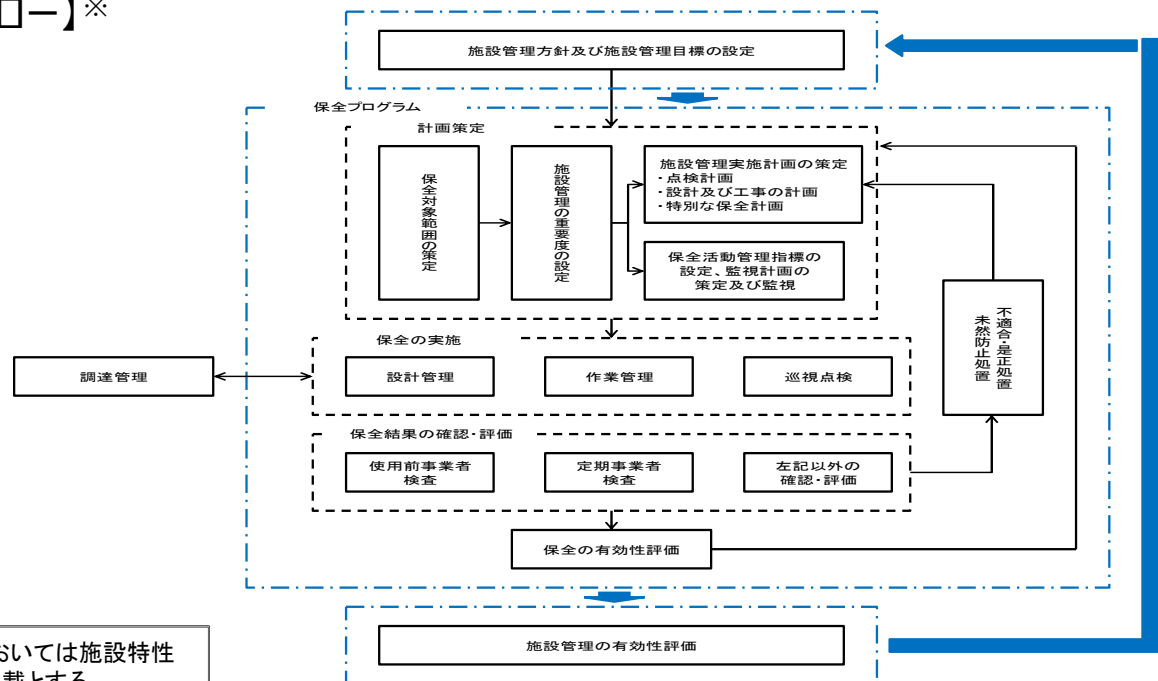 ロー】※
施設管理方針及び施設管理目標の設定
保全プログラム
計画策定
保全対象範囲の策定
施設管理の重要度の設定
施設管理実施計画の策定
・点検計画
・設計及び工事の計画
・特別な保全計画
保全活動管理指標の
設定、監視計画の
策定及び監視
不適合・是正処置
未然防止処置
保全の実施
調達管理
設計管理
作業管理
巡視点検
保全結果の確認・評価
使用前事業者
検査
定期事業者
検査
左記以外の
確認・評価
保全の有効性評価
施設管理の有効性評価
おいては施設特性
載とする